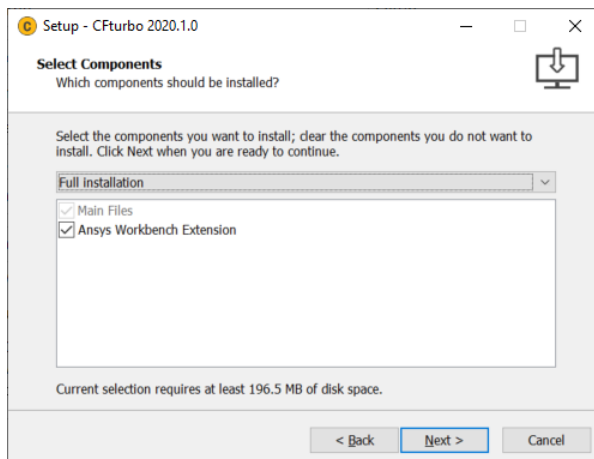 C Setup - CFturbo 2020.1.0
Select Components
Which components should be installed?
Select the components you want to install; clear the components you do not want to
install. Click Next when you are ready to continue.
Full installation
Main Files
Ansys Workbench Extension
Current selection requires at least 196.5 MB of disk space.
< Back Next > Cancel